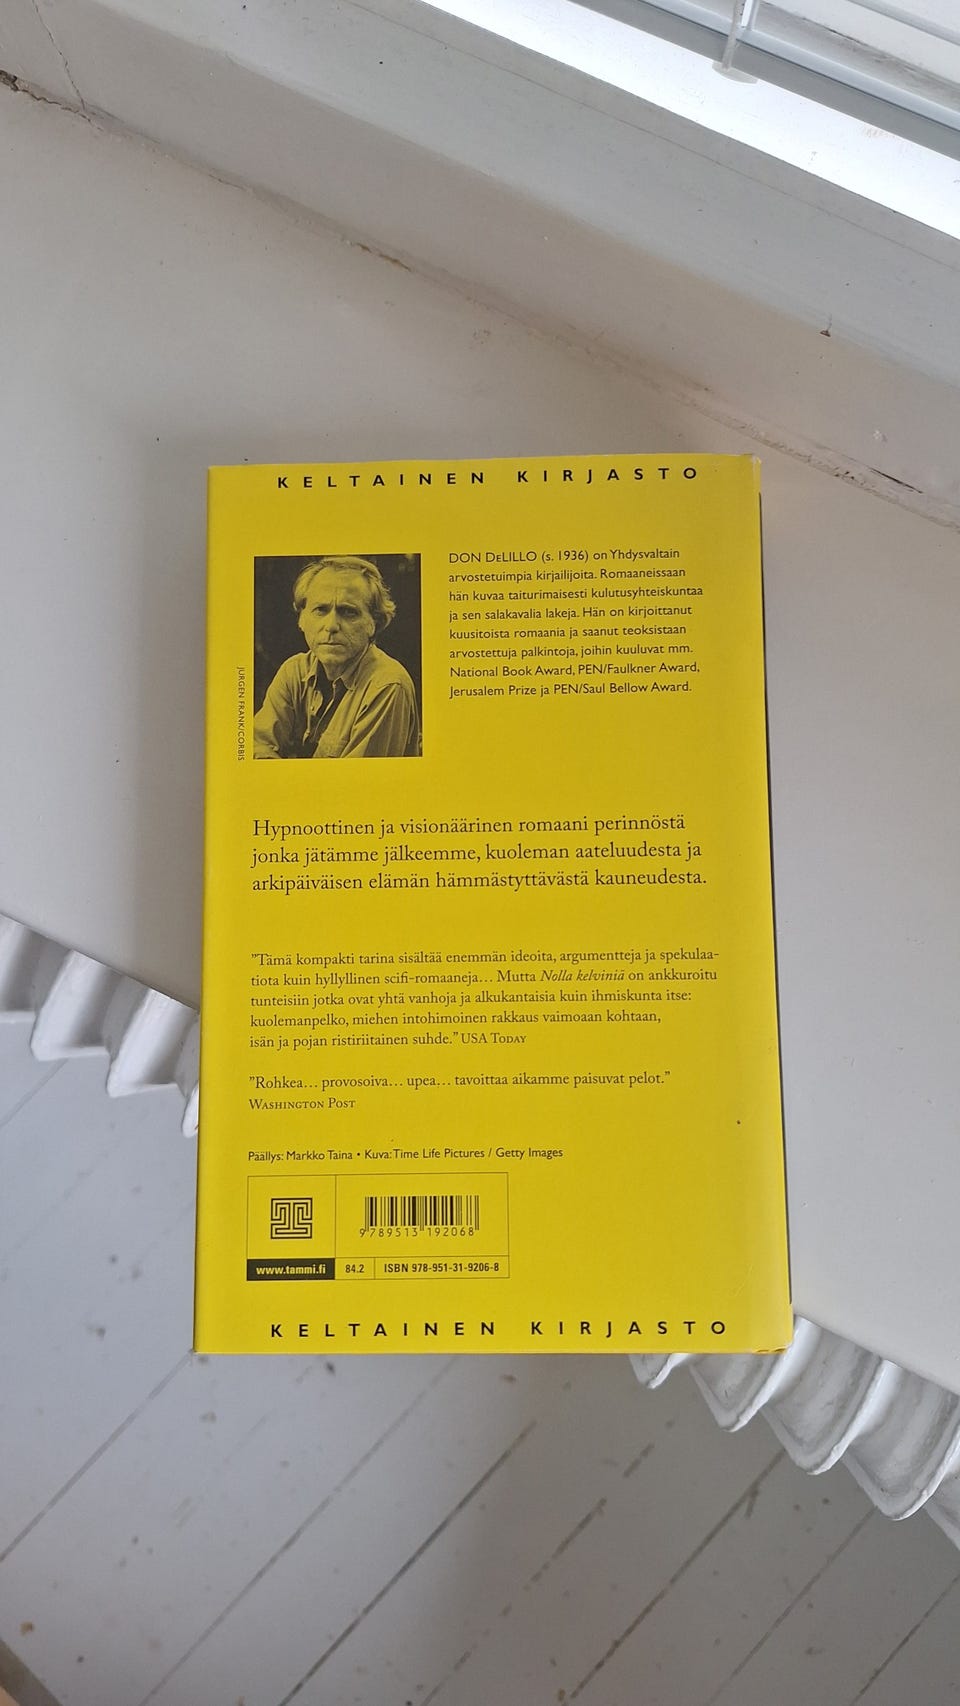 KELTAINEN KIRJASTO
DON DeLILLO (s. 1936) on Yhdysvaltain
arvostetuimpia kirjailijoita. Romaaneissaan
hän kuvaa taiturimaisesti kulutusyhteiskuntaa
ja sen salakavalia lakeja. Hän on kirjoittanut
kuusitoista romaania ja saanut teoksistaan
arvostettuja palkintoja, joihin kuuluvat mm.
National Book Award, PEN/Faulkner Award,
Jerusalem Prize ja PEN/Saul Bellow Award.
JURGEN FRANK/CORBIS
Hypnoottinen ja visionäärinen romaani perinnöstä
jonka jätämme jälkeemme, kuoleman aateluudesta ja
arkipäiväisen elämän hämmästyttävästä kauneudesta.
”Tämä kompakti tarina sisältää enemmän ideoita, argumentteja ja spekulaa-
tiota kuin hyllyllinen scifi-romaaneja… Mutta Nolla kelviniä on ankkuroitu
tunteisiin jotka ovat yhtä vanhoja ja alkukantaisia kuin ihmiskunta itse:
kuolemanpelko, miehen intohimoinen rakkaus vaimoaan kohtaan,
isän ja pojan ristiriitainen suhde.” USA TODAY
”Rohkea… provosoiva… upea… tavoittaa aikamme paisuvat pelot.”
WASHINGTON POST
Päällys: Markko Taina • Kuva: Time Life Pictures / Getty Images
9 789513 192068
www.tammi.fi 84.2 ISBN 978-951-31-9206-8
KELTAINEN KIRJASTO